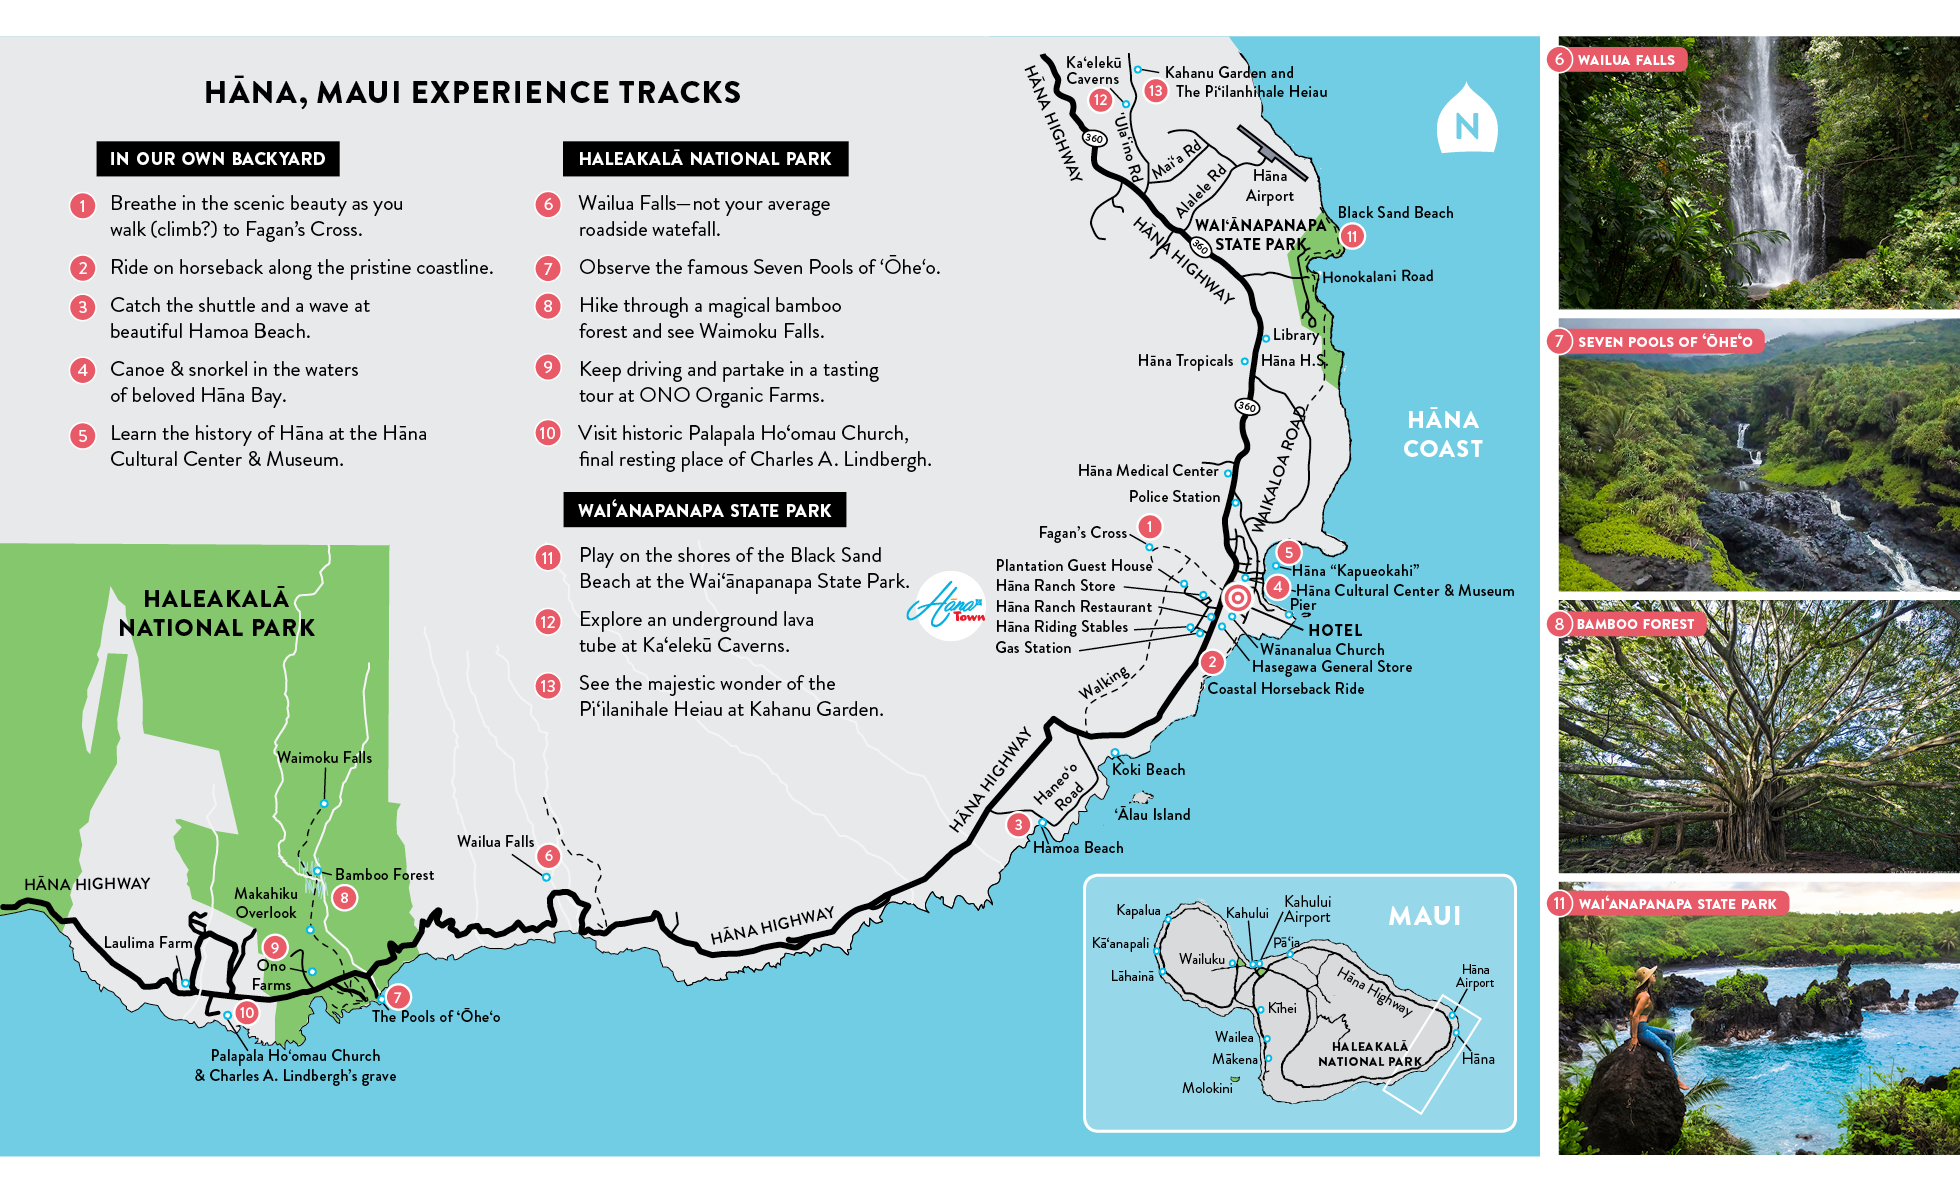 HĀNA, MAUI EXPERIENCE TRACKS
IN OUR OWN BACKYARD
1 Breathe in the scenic beauty as you
walk (climb?) to Fagan's Cross.
2 Ride on horseback along the pristine coastline.
3 Catch the shuttle and a wave at
beautiful Hamoa Beach.
4 Canoe & snorkel in the waters
of beloved Hāna Bay.
5 Learn the history of Hāna at the Hāna
Cultural Center & Museum.
HALEAKALĀ NATIONAL PARK
6 Wailua Falls—not your average
roadside watefall.
7 Observe the famous Seven Pools of ʻŌheʻo.
8 Hike through a magical bamboo
forest and see Waimoku Falls.
9 Keep driving and partake in a tasting
tour at ONO Organic Farms.
10 Visit historic Palapala Hoʻomau Church,
final resting place of Charles A. Lindbergh.
WAIʻANAPANAPA STATE PARK
11 Play on the shores of the Black Sand
Beach at the Waiʻānapanapa State Park.
12 Explore an underground lava
tube at Kaʻelekū Caverns.
13 See the majestic wonder of the
Piʻilanihale Heiau at Kahanu Garden.
Hāna
Town
HĀNA HIGHWAY
Kaʻelekū
Caverns
12
13
Kahanu Garden and
The Piʻilanhihale Heiau
360
ʻUlaʻino Rd
Maiʻa Rd
Alalele Rd
Hāna
Airport
N
WAIʻĀNAPANAPA
STATE PARK
Black Sand Beach
11
360
HĀNA HIGHWAY
Honokalani Road
Library
Hāna Tropicals
Hāna H.S.
360
WAIKALOA ROAD
HĀNA
COAST
Hāna Medical Center
Police Station
1
Fagan's Cross
Plantation Guest House
Hāna Ranch Store
Hāna Ranch Restaurant
Hāna Riding Stables
Gas Station
5
Hāna “Kapueokahi”
4
Hāna Cultural Center & Museum
Pier
HOTEL
Wānanalua Church
Hasegawa General Store
2
Coastal Horseback Ride
Walking
HĀNA HIGHWAY
Haneoʻo
Road
Koki Beach
ʻĀlau Island
3
Hamoa Beach
HALEAKALĀ
NATIONAL PARK
Waimoku Falls
Wailua Falls
6
Bamboo Forest
8
HĀNA HIGHWAY
Makahiku
Overlook
Laulima Farm
9
Ono
Farms
HĀNA HIGHWAY
7
The Pools of ʻŌheʻo
10
Palapala Hoʻomau Church
& Charles A. Lindbergh's grave
MAUI
Kapalua
Kāʻanapali
Lāhainā
Kahului
Kahului
Airport
Wailuku
Pāʻia
Kīhei
Wailea
Mākena
Molokini
Hāna Highway
HALEAKALĀ
NATIONAL PARK
Hāna
Airport
Hāna
6 WAILUA FALLS
7 SEVEN POOLS OF ʻŌHEʻO
8 BAMBOO FOREST
11 WAIʻANAPANAPA STATE PARK